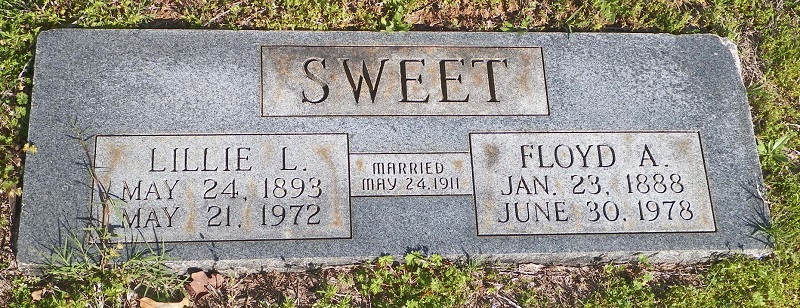 SWEET
LILLIE L.
MAY 24, 1893
MAY 21, 1972
MARRIED
MAY 24, 1911
FLOYD A.
JAN. 23, 1888
JUNE 30, 1978